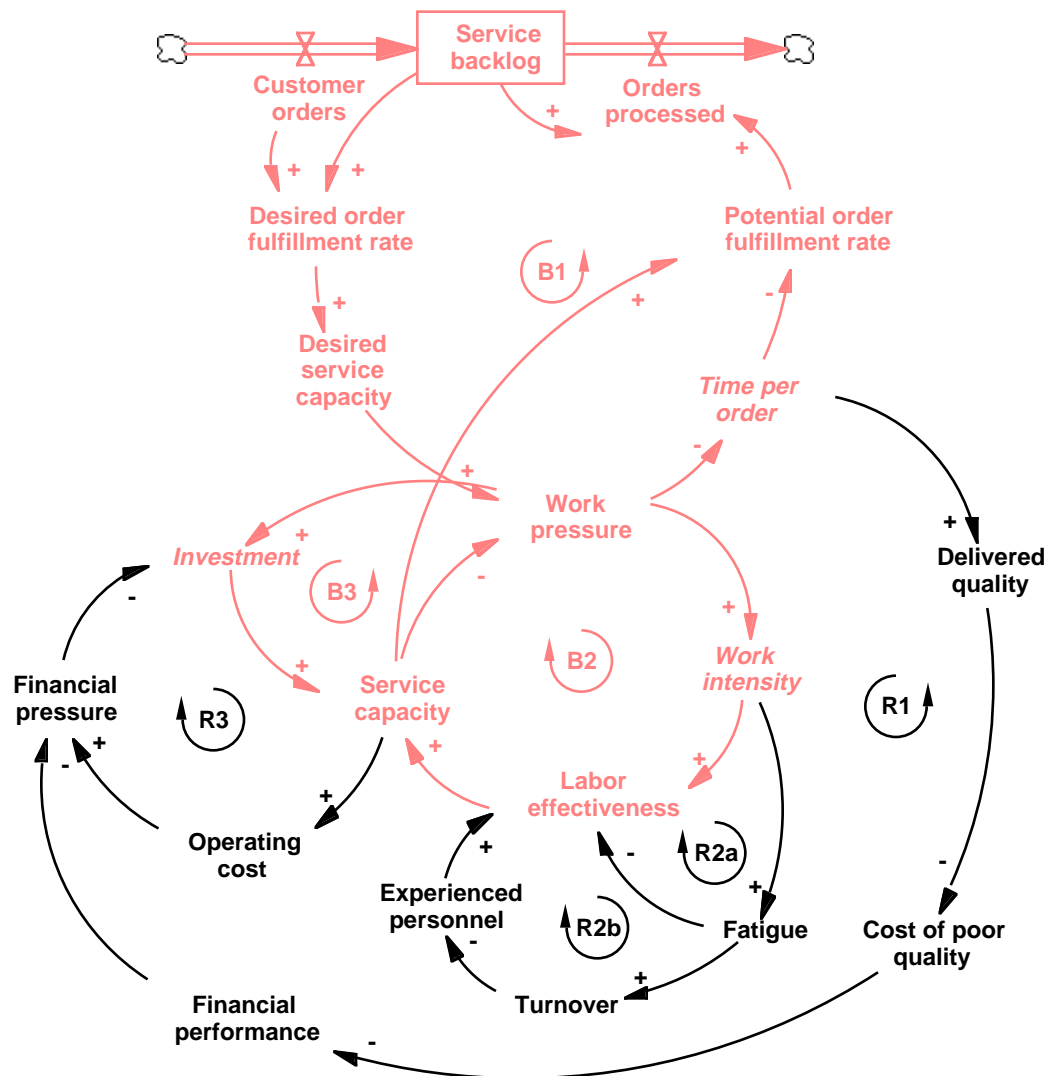 Service
backlog
Customer
orders
Orders
processed
+
+
+
+
Desired order
fulfillment rate
Potential order
fulfillment rate
B1
+
+
-
Desired
service
capacity
Time per
order
-
+
Work
pressure
+
+
Investment
Delivered
quality
B3
-
-
+
B2
Work
intensity
+
Financial
pressure
Service
capacity
R3
R1
+
-
+
+
Labor
effectiveness
+
Operating
cost
+
-
R2a
-
Experienced
personnel
+
R2b
Fatigue
Cost of poor
quality
-
+
Turnover
Financial
performance
-